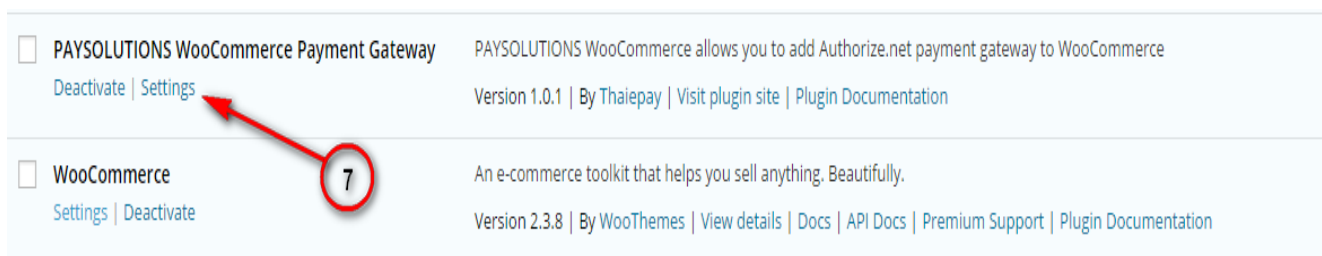 PAYSOLUTIONS WooCommerce Payment Gateway
PAYSOLUTIONS WooCommerce allows you to add Authorize.net payment gateway to WooCommerce
Deactivate | Settings
Version 1.0.1 | By Thaiepay | Visit plugin site | Plugin Documentation
WooCommerce
7
An e-commerce toolkit that helps you sell anything. Beautifully.
Settings | Deactivate
Version 2.3.8 | By WooThemes | View details | Docs | API Docs | Premium Support | Plugin Documentation